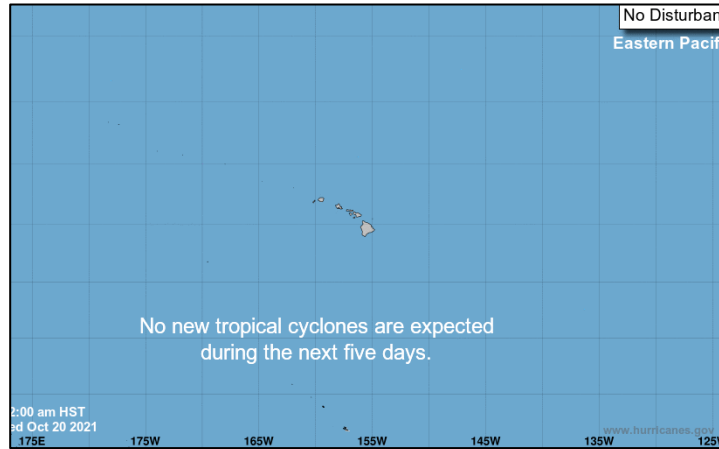 No Disturban
Eastern Pacif
No new tropical cyclones are expected
during the next five days.
2:00 am HST
ed Oct 20 2021
www.hurricanes.gov
175E 175W 165W 155W 145W 135W 125W